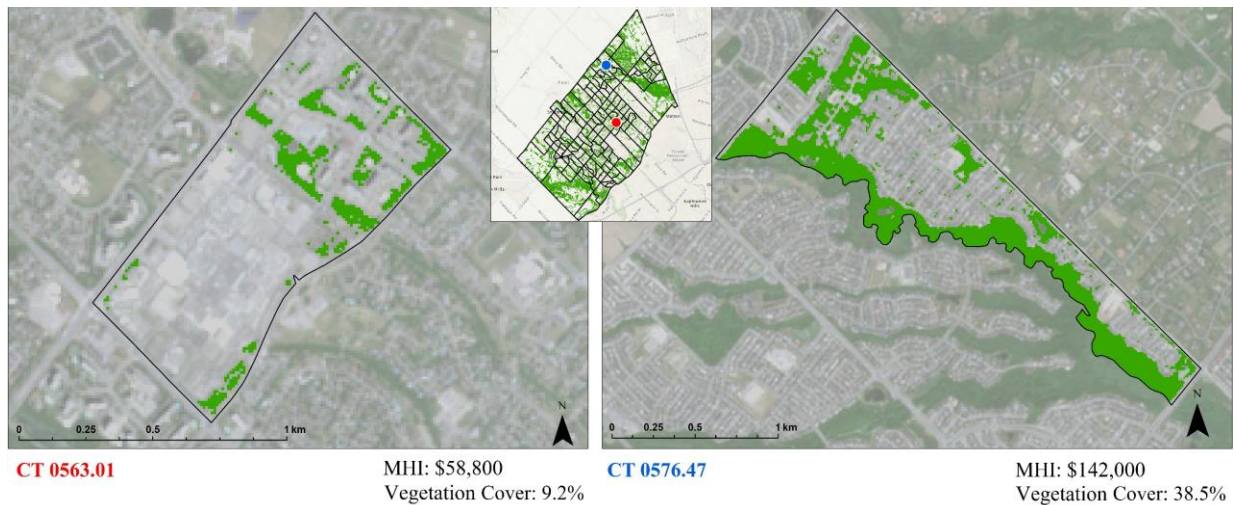 0
0.25
0.5
1 km
N
0
0.25
0.5
1 km
N
CT 0563.01
MHI: $58,800
Vegetation Cover: 9.2%
CT 0576.47
MHI: $142,000
Vegetation Cover: 38.5%